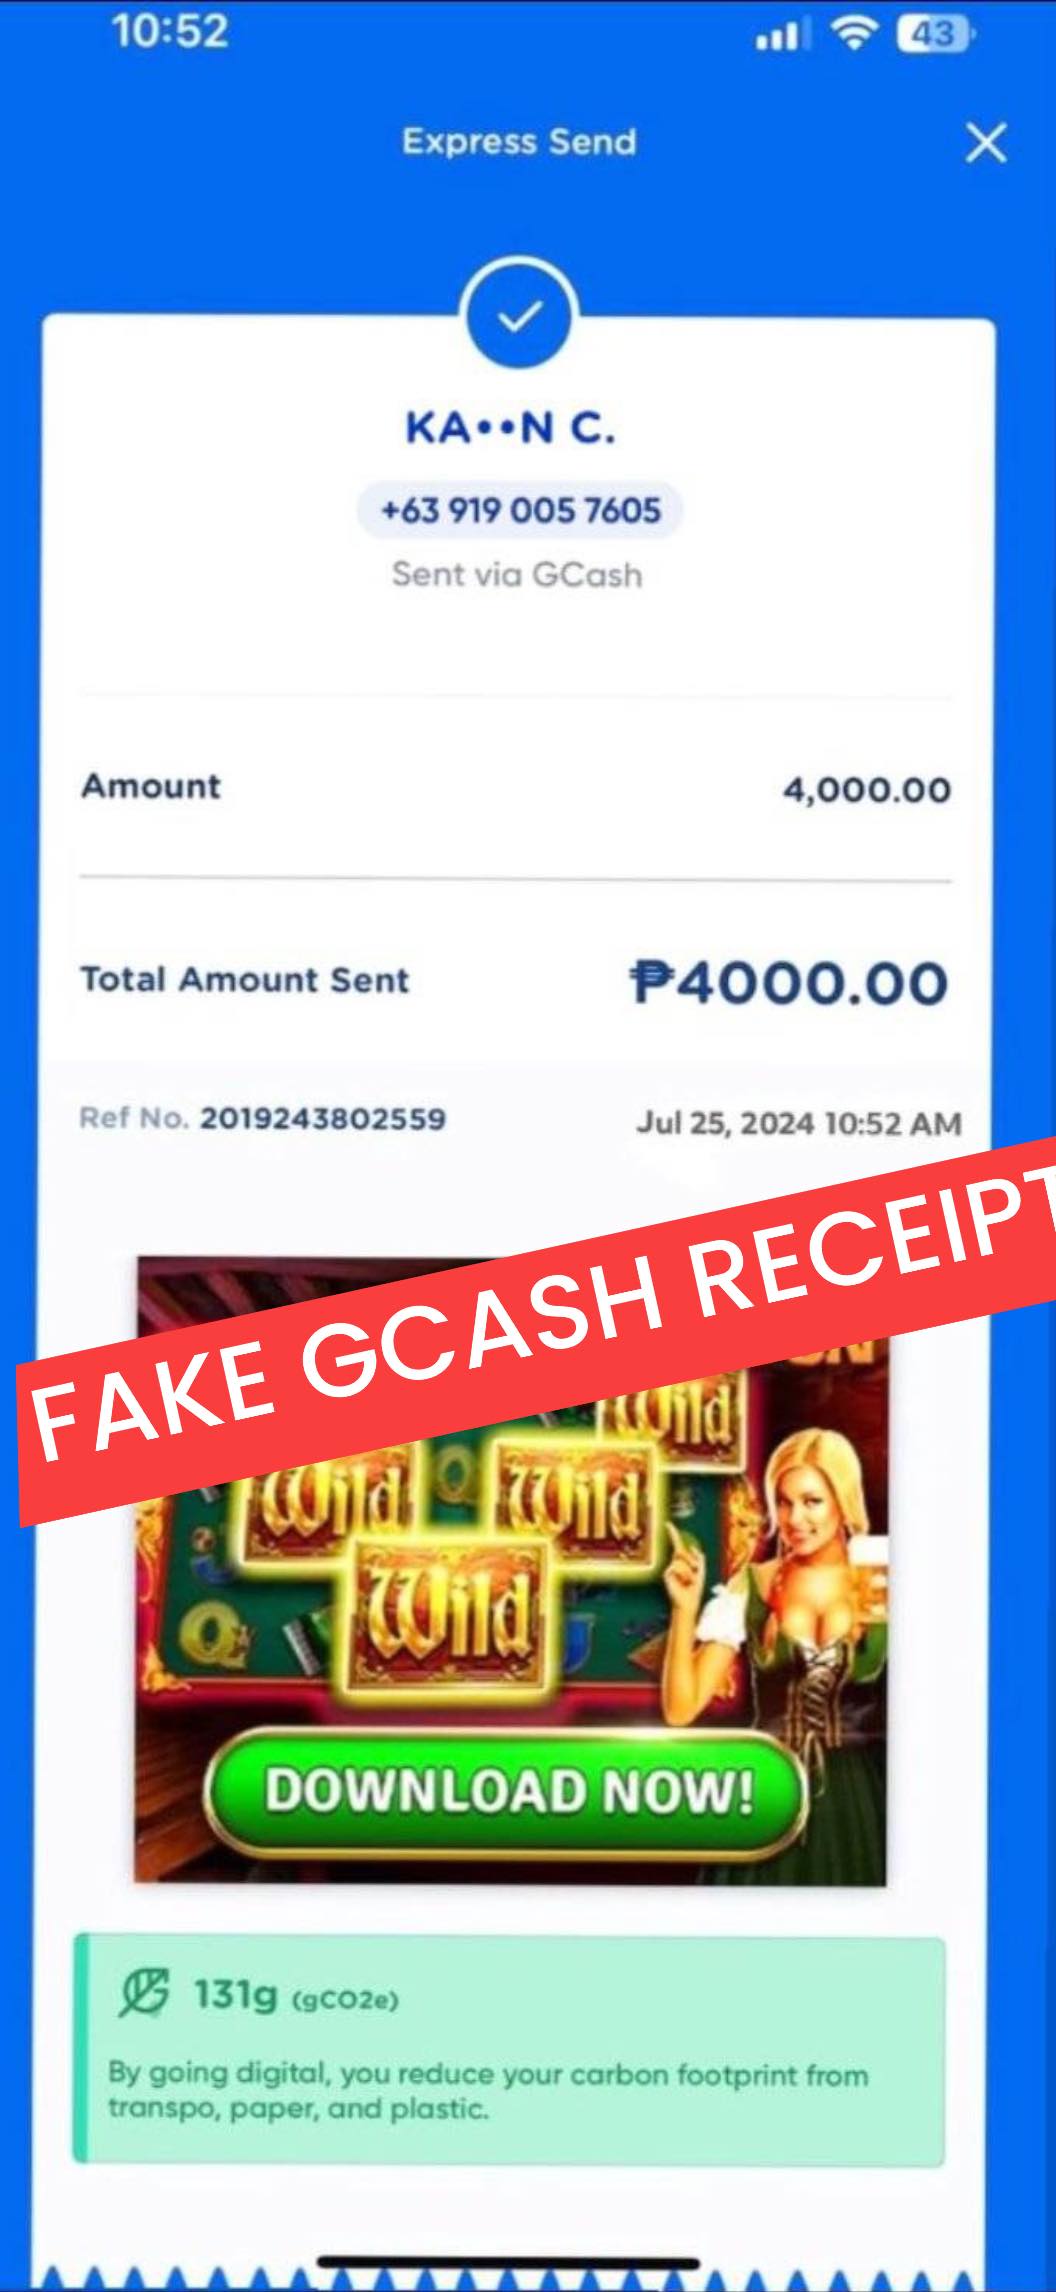 10:52
43
Express Send
KA••N C.
+63 919 005 7605
Sent via GCash
Amount 4,000.00
Total Amount Sent ₱4000.00
Ref No. 2019243802559 Jul 25, 2024 10:52 AM
FAKE GCASH RECEIPT
Wild
Wild Wild
Wild
Q
DOWNLOAD NOW!
131g (gCO2e)
By going digital, you reduce your carbon footprint from
transpo, paper, and plastic.